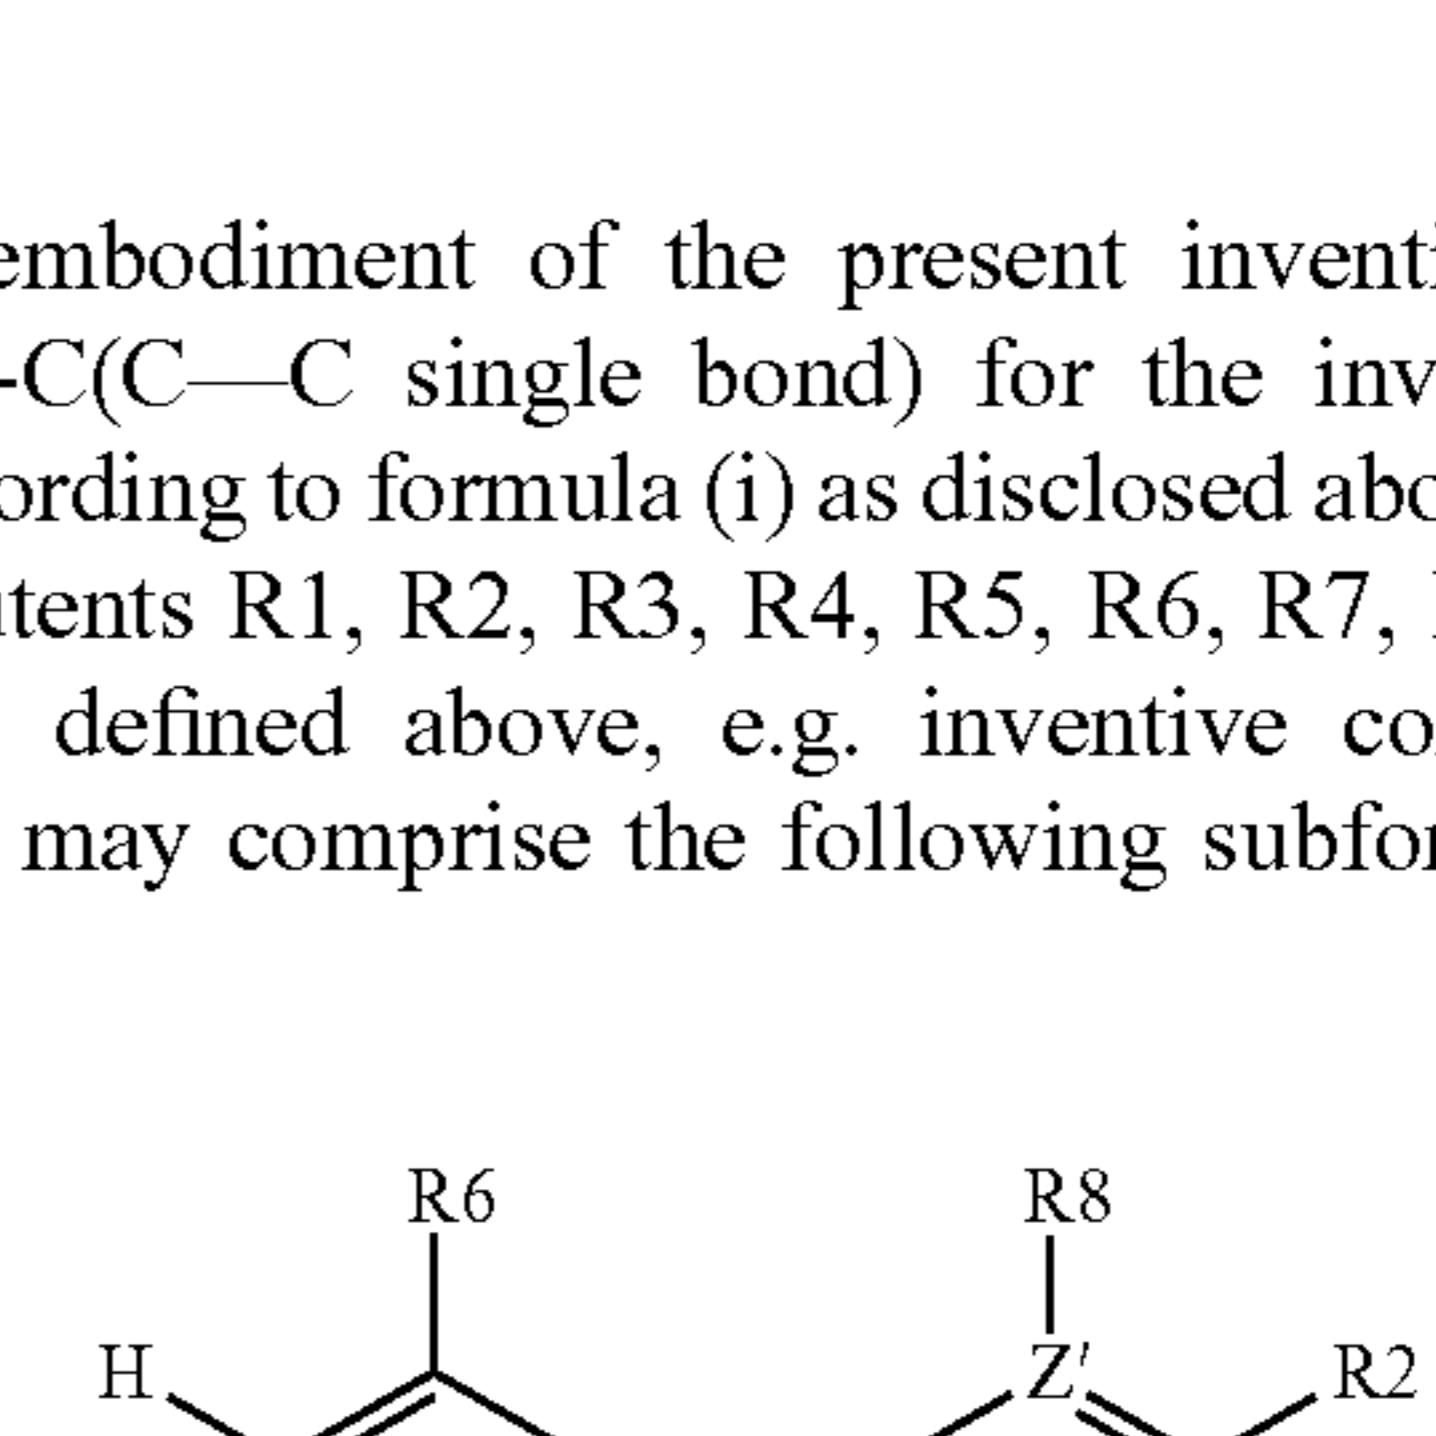 embodiment of the present inventi
-C(C—C single bond) for the inv
ording to formula (i) as disclosed abo
tents R1, R2, R3, R4, R5, R6, R7,
defined above, e.g. inventive co
may comprise the following subfor
R6 R8
H Z' R2